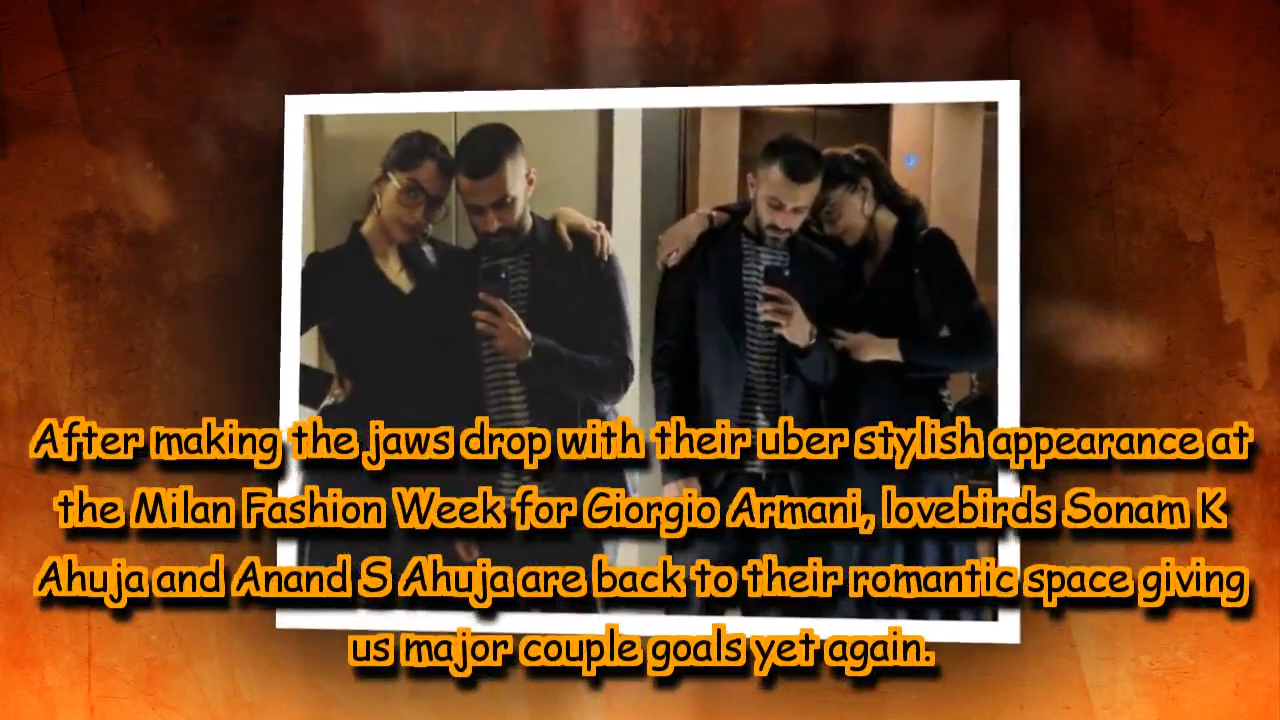 After making the jaws drop with their uber stylish appearance at
the Milan Fashion Week for Giorgio Armani, lovebirds Sonam K
Ahuja and Anand S Ahuja are back to their romantic space giving
us major couple goals yet again.